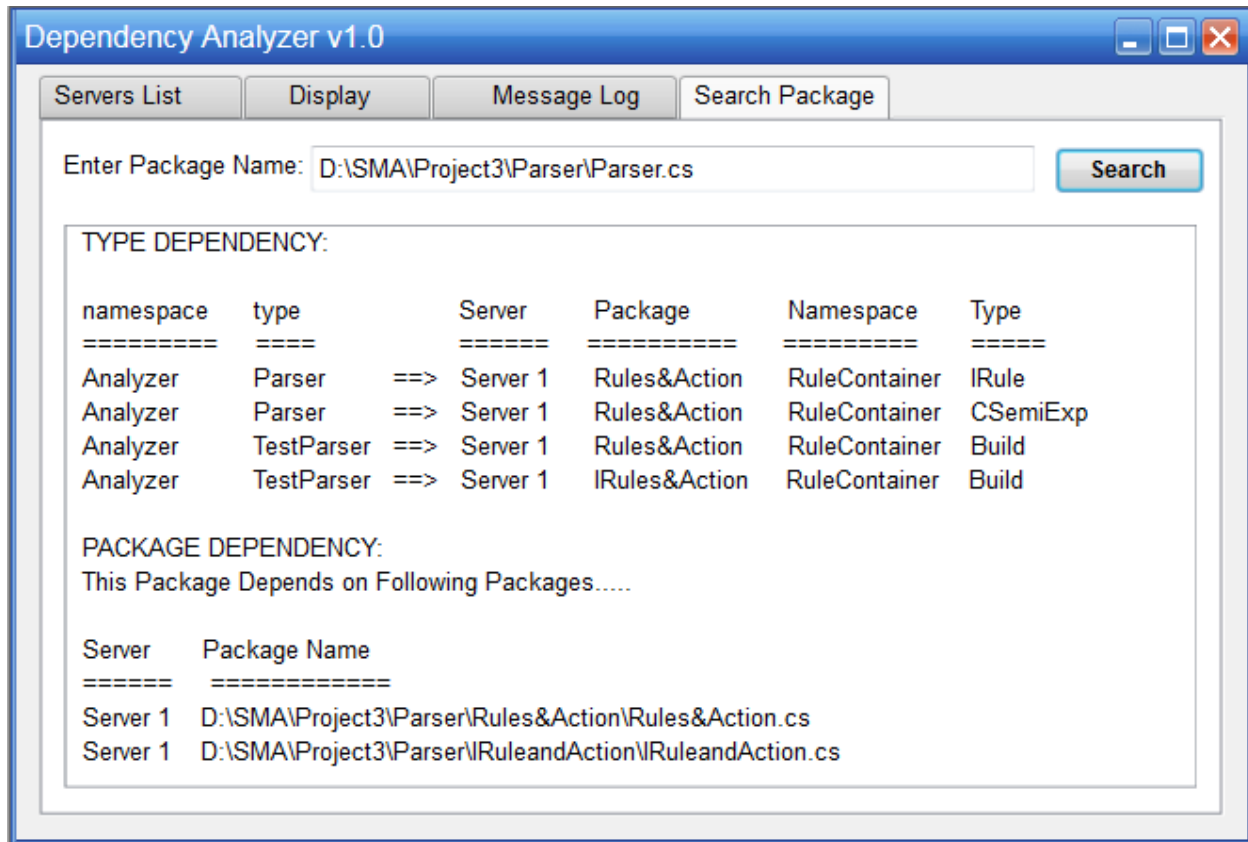 Dependency Analyzer v1.0
Servers List Display Message Log Search Package
Enter Package Name: D:\SMA\Project3\Parser\Parser.cs Search
TYPE DEPENDENCY:
namespace type Server Package Namespace Type
========= ==== ====== ========== ========= =====
Analyzer Parser ==> Server 1 Rules&Action RuleContainer IRule
Analyzer Parser ==> Server 1 Rules&Action RuleContainer CSemiExp
Analyzer TestParser ==> Server 1 Rules&Action RuleContainer Build
Analyzer TestParser ==> Server 1 IRules&Action RuleContainer Build
PACKAGE DEPENDENCY:
This Package Depends on Following Packages.....
Server Package Name
====== ============
Server 1 D:\SMA\Project3\Parser\Rules&Action\Rules&Action.cs
Server 1 D:\SMA\Project3\Parser\IRuleandAction\IRuleandAction.cs